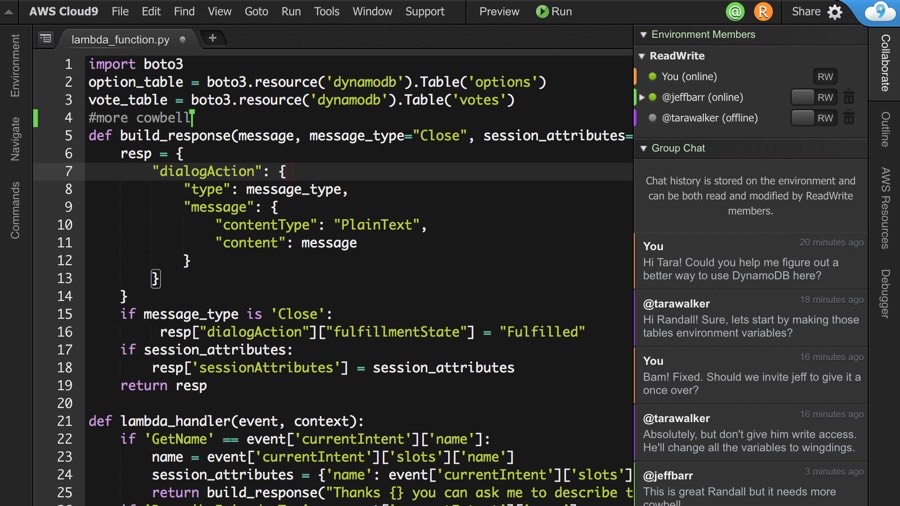 AWS Cloud9 File Edit Find View Goto Run Tools Window Support Preview Run @ R Share 9
Environment
Navigate
Commands
lambda_function.py
1 import boto3
2 option_table = boto3.resource('dynamodb').Table('options')
3 vote_table = boto3.resource('dynamodb').Table('votes')
4 #more cowbell
5 def build_response(message, message_type="Close", session_attributes=
6 resp = {
7 "dialogAction": {
8 "type": message_type,
9 "message": {
10 "contentType": "PlainText",
11 "content": message
12 }
13 }
14 }
15 if message_type is 'Close':
16 resp["dialogAction"]["fulfillmentState"] = "Fulfilled"
17 if session_attributes:
18 resp['sessionAttributes'] = session_attributes
19 return resp
20
21 def lambda_handler(event, context):
22 if 'GetName' == event['currentIntent']['name']:
23 name = event['currentIntent']['slots']['name']
24 session_attributes = {'name': event['currentIntent']['slots']
25 return build_response("Thanks {} you can ask me to describe t
Environment Members
ReadWrite
You (online) RW
@jeffbarr (online) RW
@tarawalker (offline) RW
Group Chat
Chat history is stored on the environment and
can be both read and modified by ReadWrite
members.
You 20 minutes ago
Hi Tara! Could you help me figure out a
better way to use DynamoDB here?
@tarawalker 18 minutes ago
Hi Randall! Sure, lets start by making those
tables environment variables?
You 16 minutes ago
Bam! Fixed. Should we invite jeff to give it a
once over?
@tarawalker 16 minutes ago
Absolutely, but don't give him write access.
He'll change all the variables to wingdings.
@jeffbarr 3 minutes ago
This is great Randall but it needs more
cowbell
Collaborate
Outline
AWS Resources
Debugger